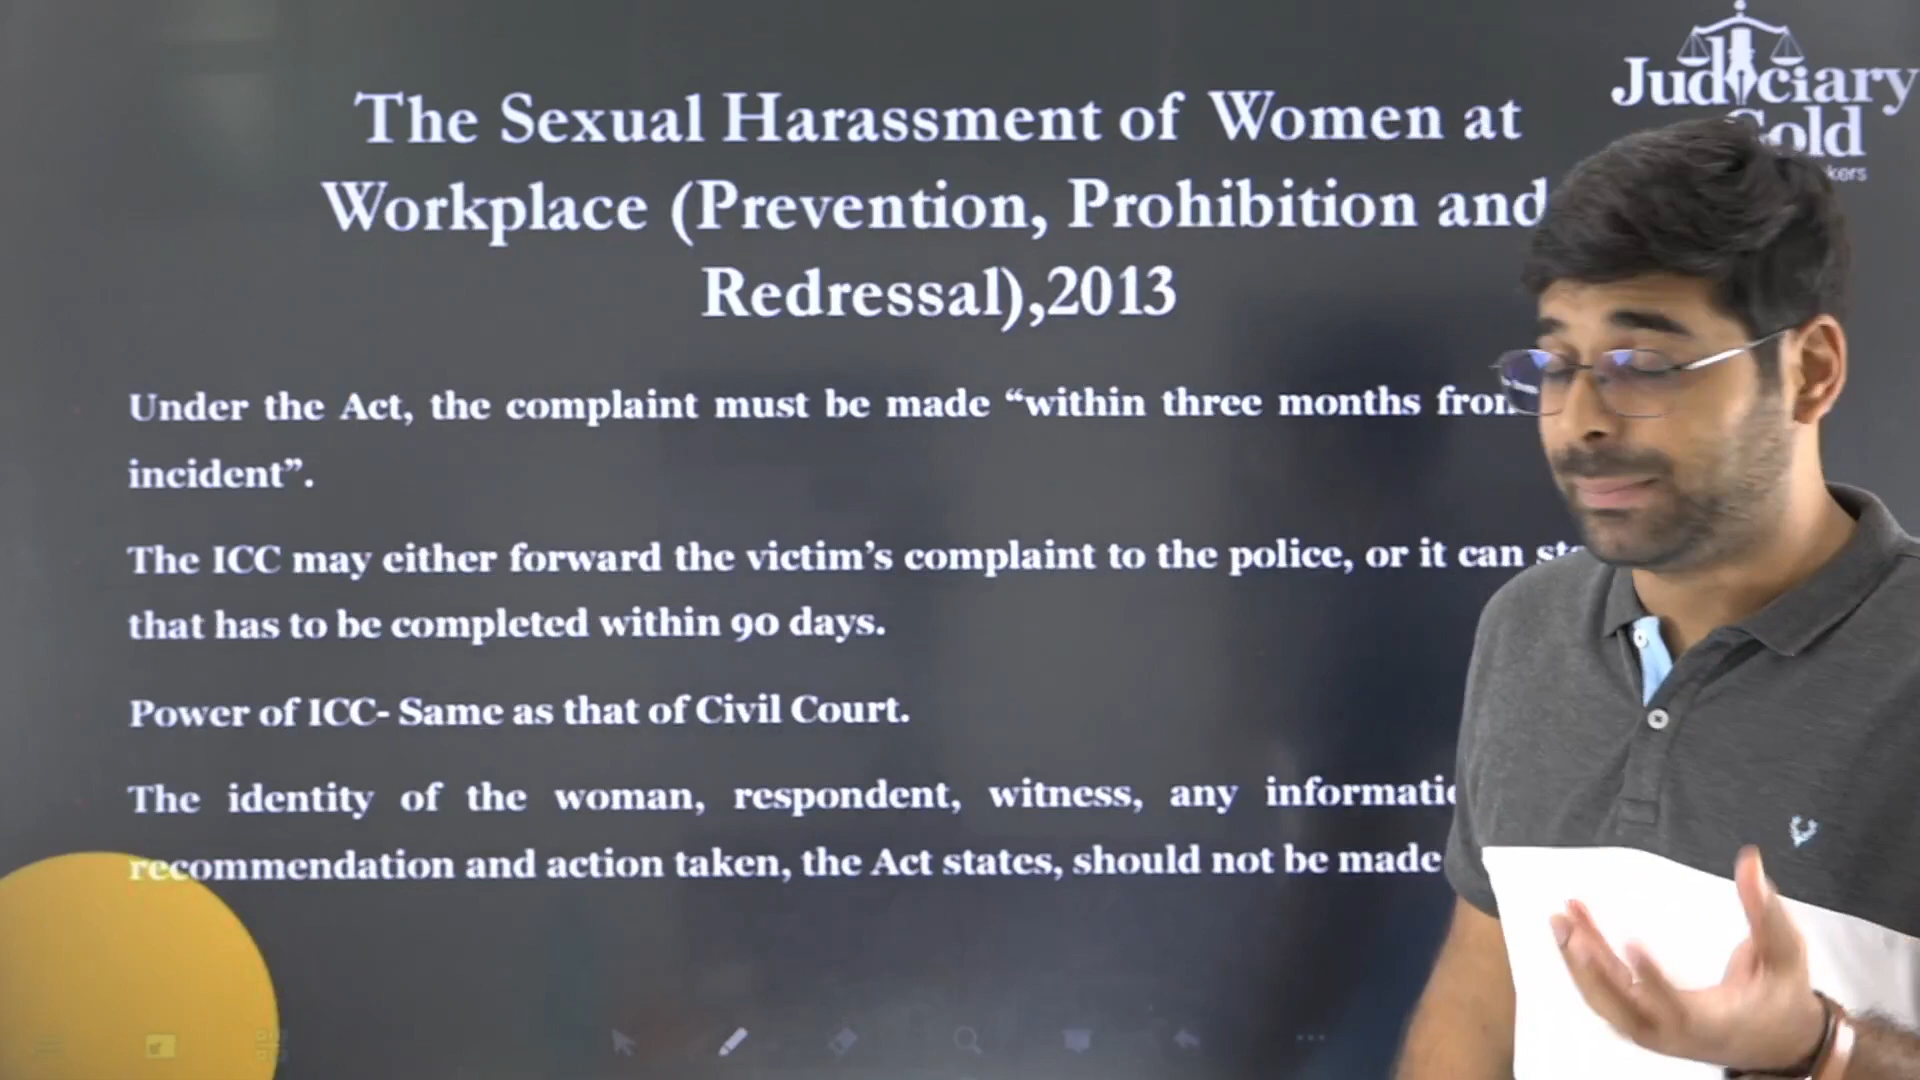 Judiciary
Gold
The Sexual Harassment of Women at
Workplace (Prevention, Prohibition and
Redressal),2013
Under the Act, the complaint must be made “within three months
incident”.
The ICC may either forward the victim’s complaint to the police, or it can
that has to be completed within 90 days.
Power of ICC- Same as that of Civil Court.
The identity of the woman, respondent, witness, any
recommendation and action taken, the Act states, should not be made